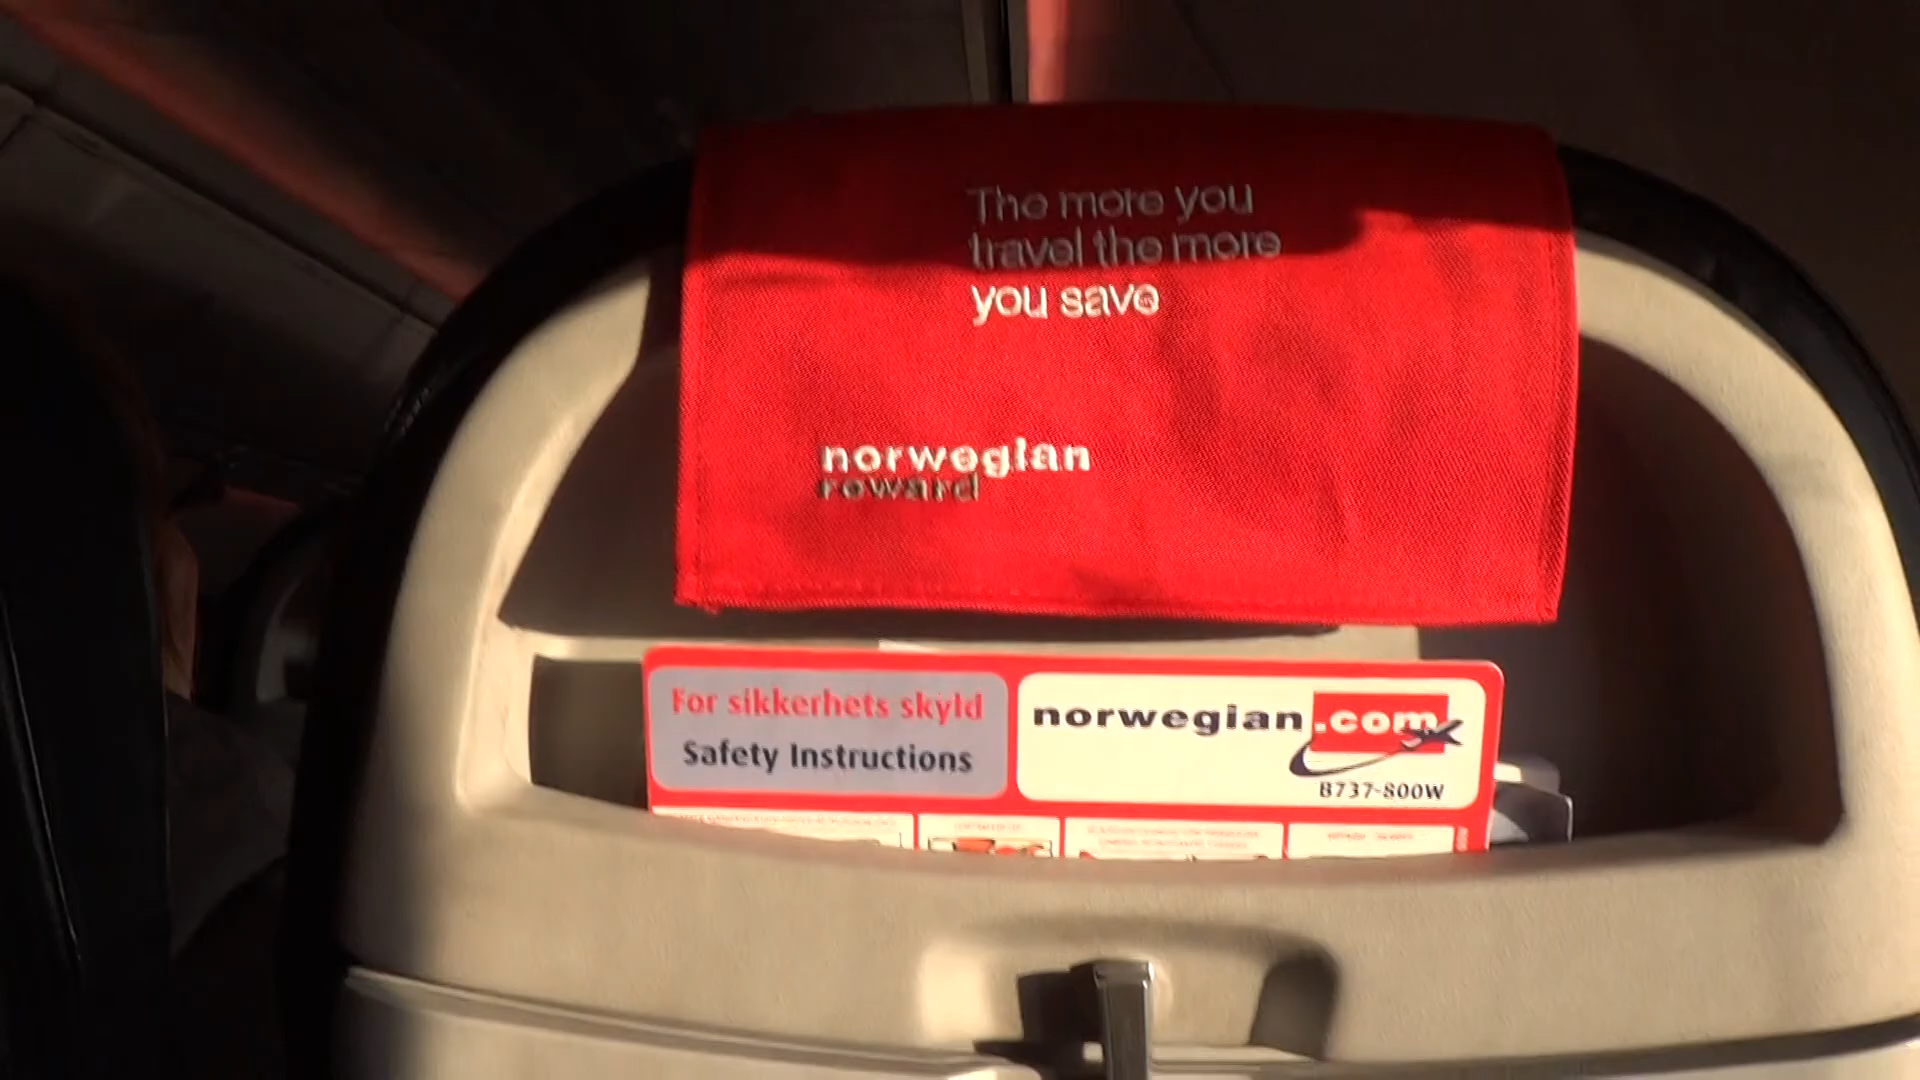 The more you
travel the more
you save
norwegian
reward
For sikkerhets skyld
Safety Instructions
norwegian.com
B737-800W